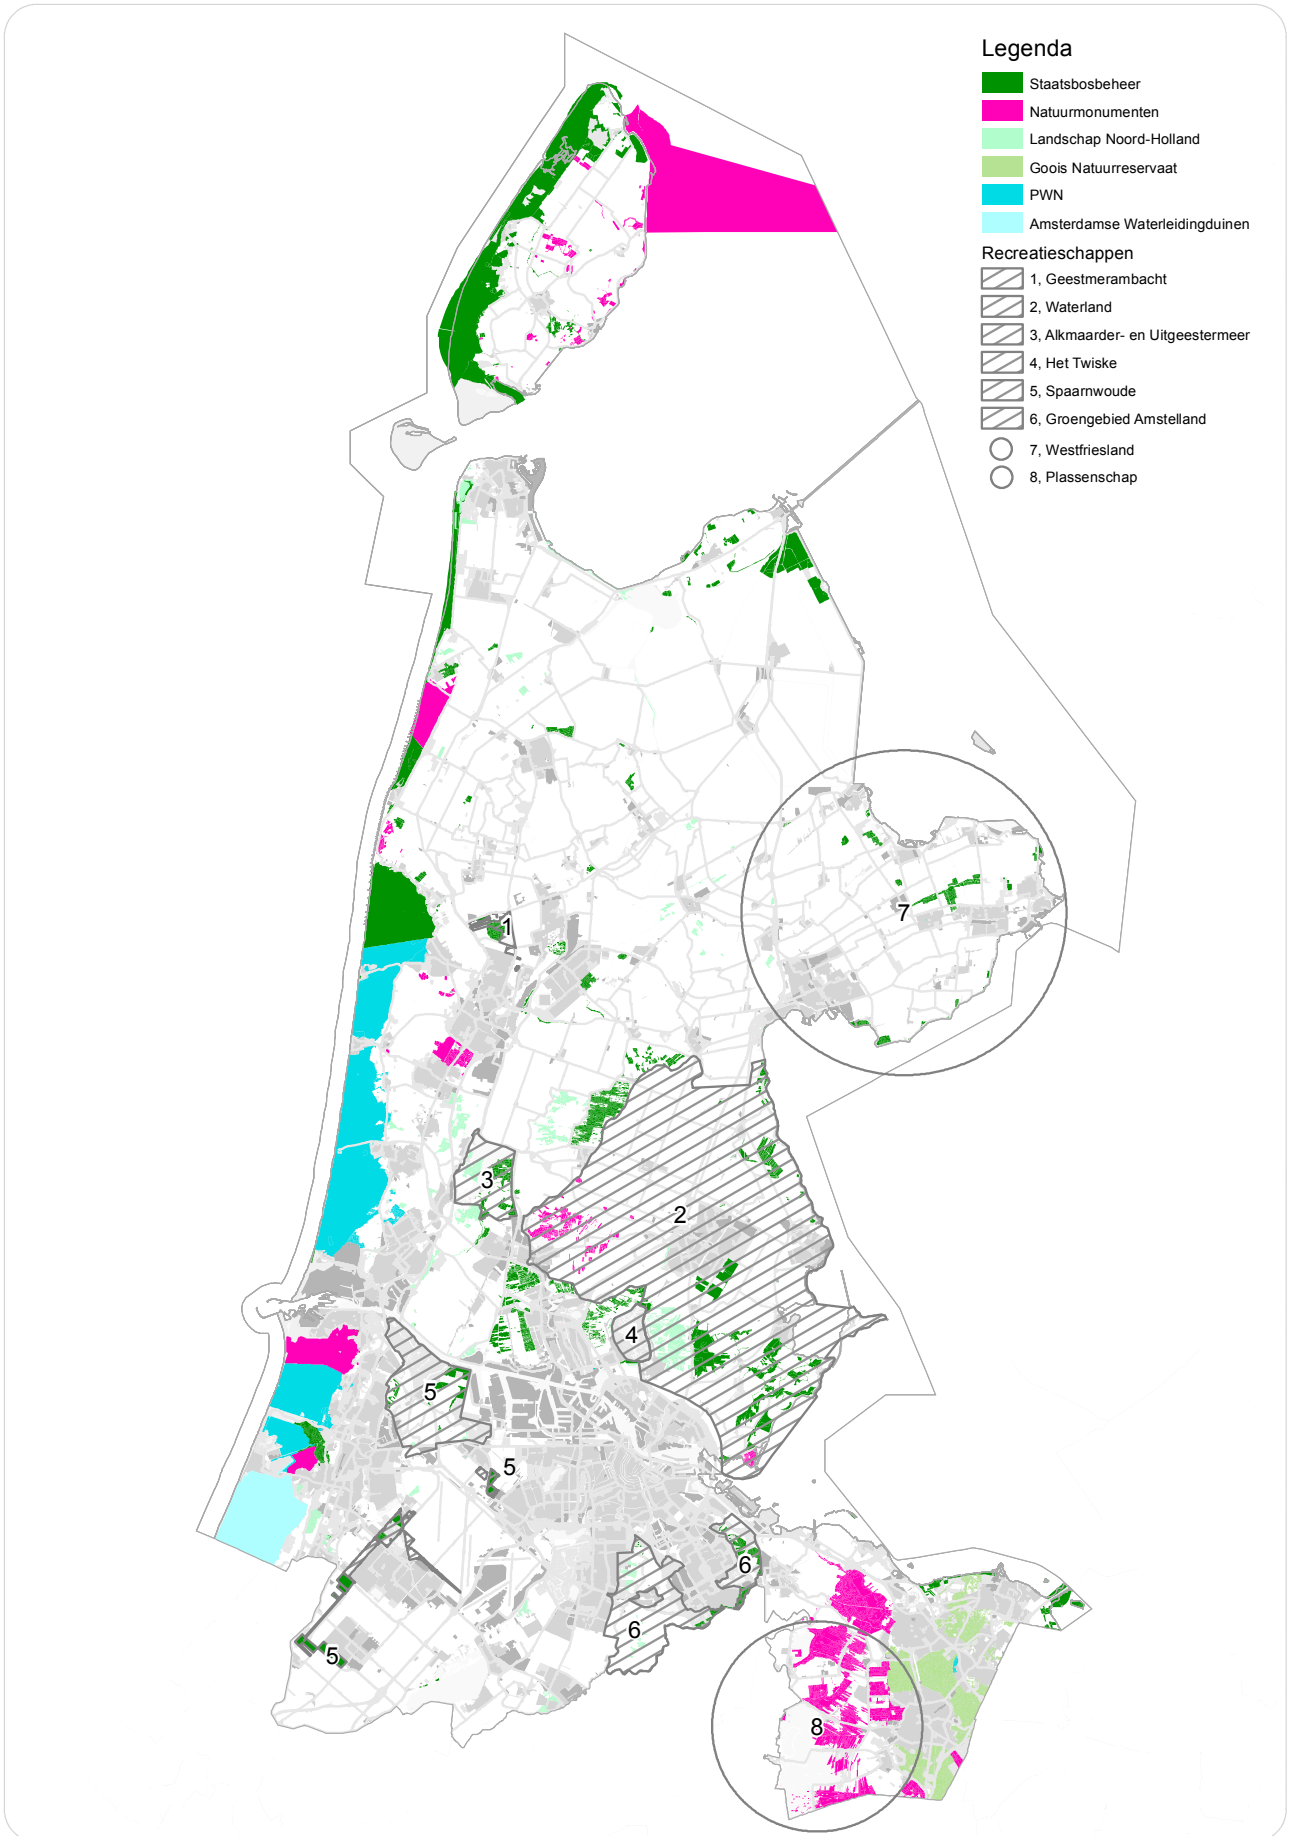 Legenda
Staatsbosbeheer
Natuurmonumenten
Landschap Noord-Holland
Goois Natuurreservaat
PWN
Amsterdamse Waterleidingduinen
Recreatieschappen
1, Geestmerambacht
2, Waterland
3, Alkmaarder- en Uitgeestermeer
4, Het Twiske
5, Spaarnwoude
6, Groengebied Amstelland
7, Westfriesland
8, Plassenschap
7
1
3
2
4
5
5
6
6
5
8